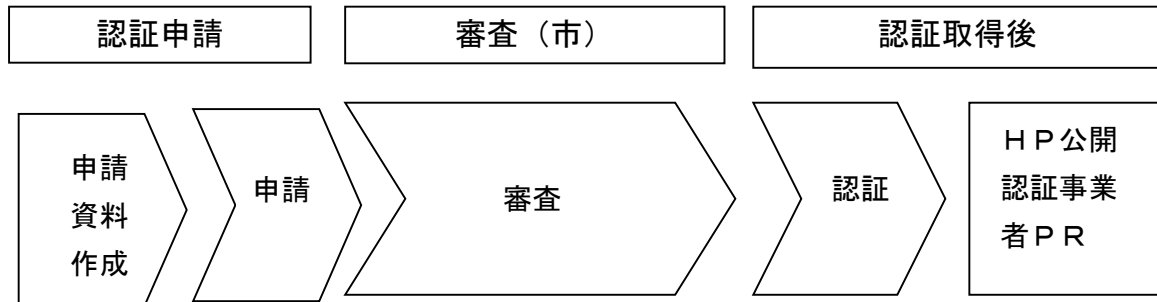 認証申請
審査（市）
認証取得後
申請
資料
作成
申請
審査
認証
ＨＰ公開
認証事業
者ＰＲ